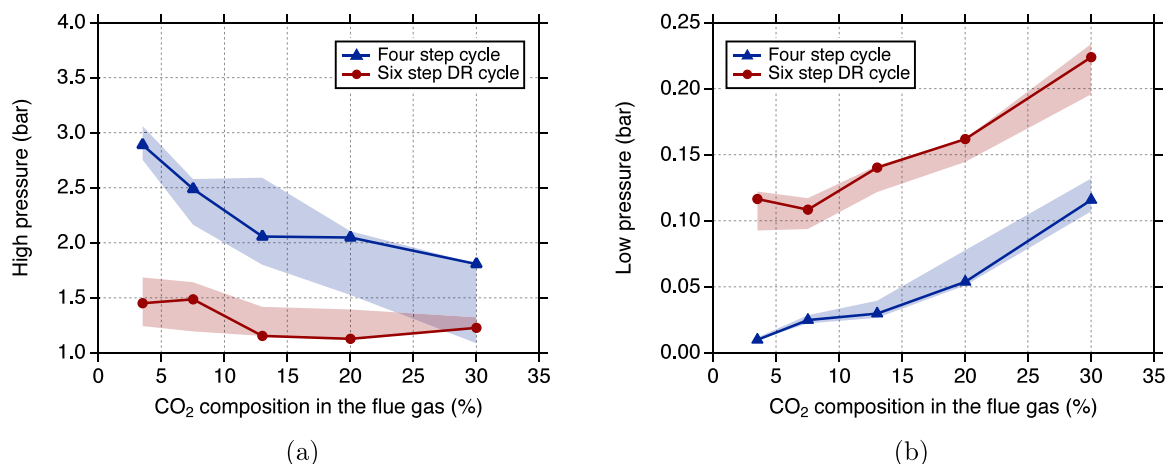 4.0
3.5
3.0
2.5
2.0
1.5
1.0
High pressure (bar)
Four step cycle
Six step DR cycle
0 5 10 15 20 25 30 35
CO₂ composition in the flue gas (%)
(a)
0.25
0.20
0.15
0.10
0.05
0.00
Low pressure (bar)
Four step cycle
Six step DR cycle
0 5 10 15 20 25 30 35
CO₂ composition in the flue gas (%)
(b)